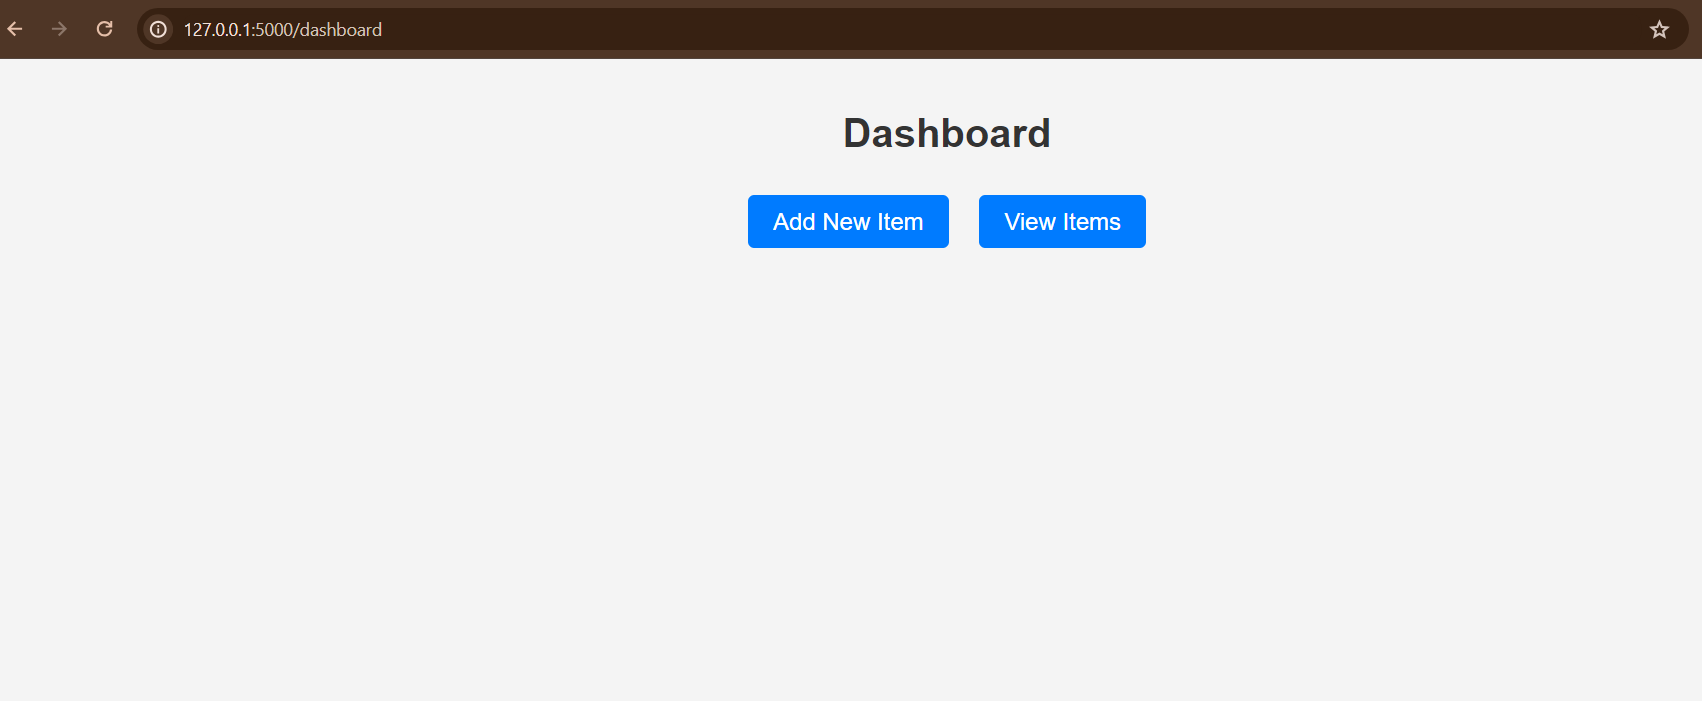 127.0.0.1:5000/dashboard
Dashboard
Add New Item View Items